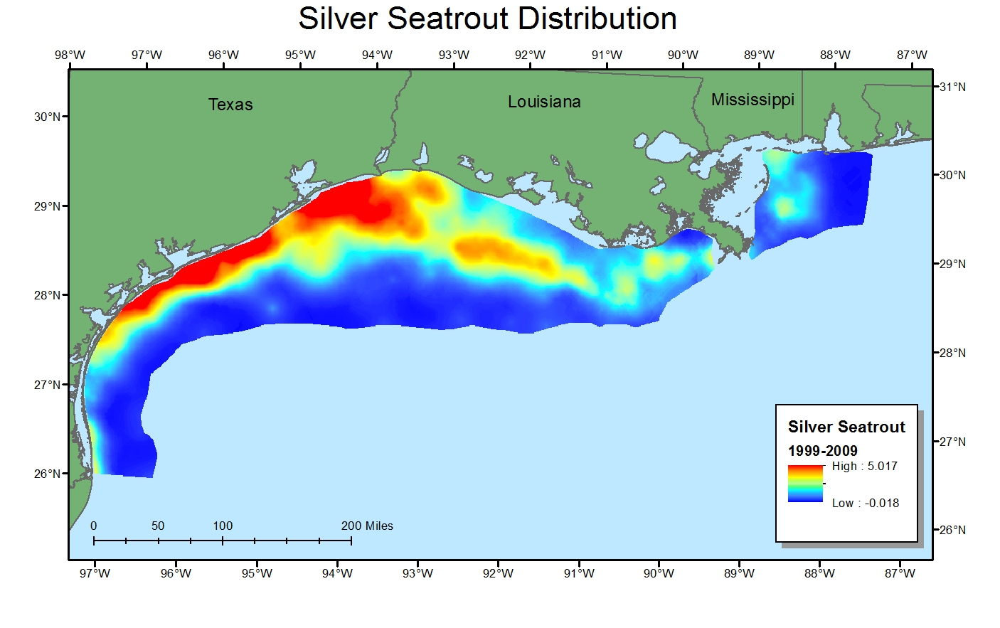 Silver Seatrout Distribution
98°W 97°W 96°W 95°W 94°W 93°W 92°W 91°W 90°W 89°W 88°W 87°W
31°N
Texas Louisiana Mississippi
30°N
30°N
29°N
29°N
28°N
28°N
27°N
Silver Seatrout
1999-2009
High : 5.017
Low : -0.018
27°N
26°N
0 50 100 200 Miles
26°N
97°W 96°W 95°W 94°W 93°W 92°W 91°W 90°W 89°W 88°W 87°W